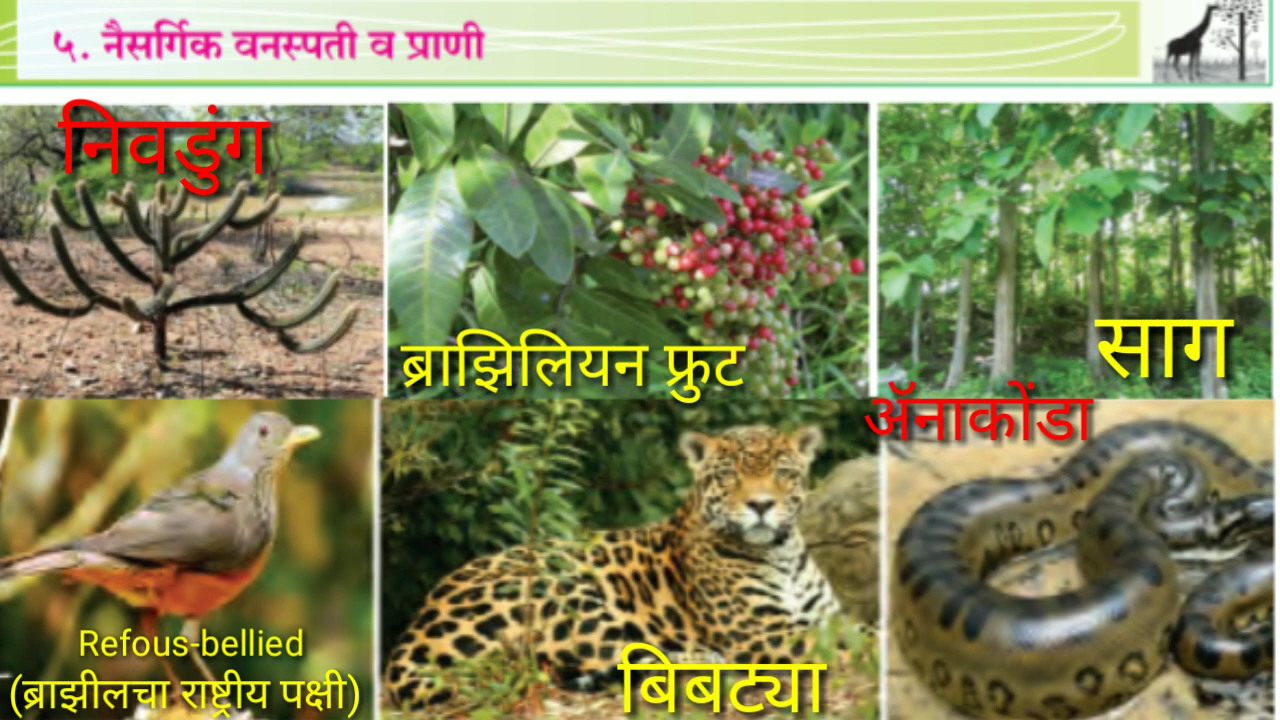 ५. नैसर्गिक वनस्पती व प्राणी
निवडुंग
ब्राझिलियन फ्रुट
साग
ॲनाकोंडा
Refous-bellied
(ब्राझीलचा राष्ट्रीय पक्षी)
बिबट्या